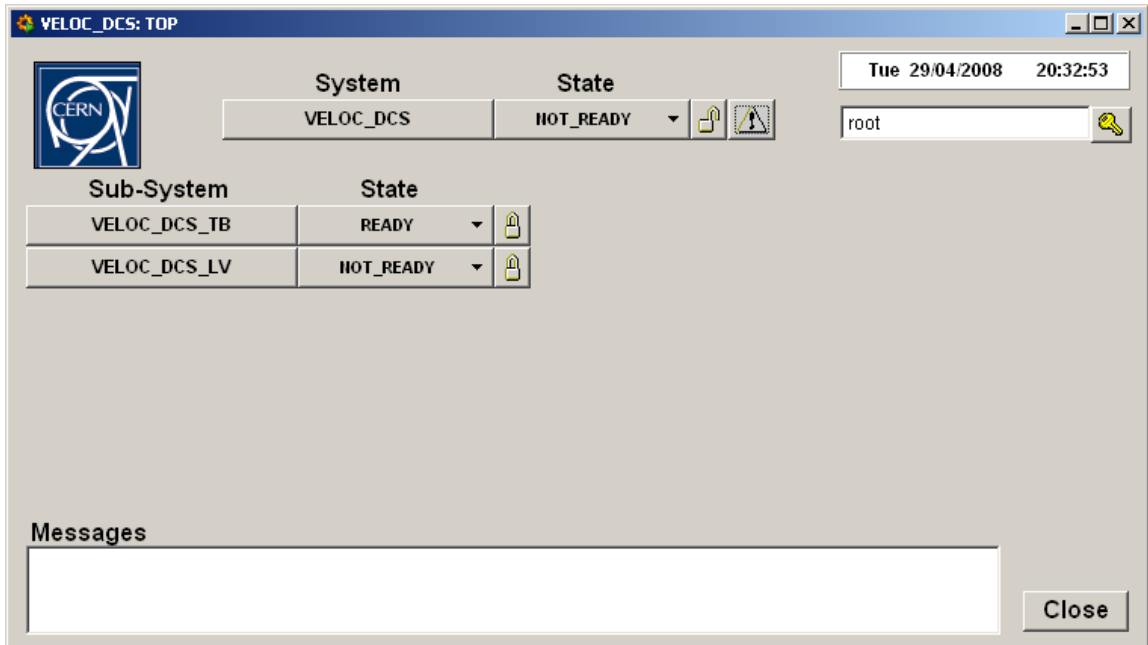 VELOC_DCS: TOP
Tue 29/04/2008 20:32:53
System State
VELOC_DCS NOT_READY
root
CERN
Sub-System State
VELOC_DCS_TB READY
VELOC_DCS_LV NOT_READY
Messages
Close